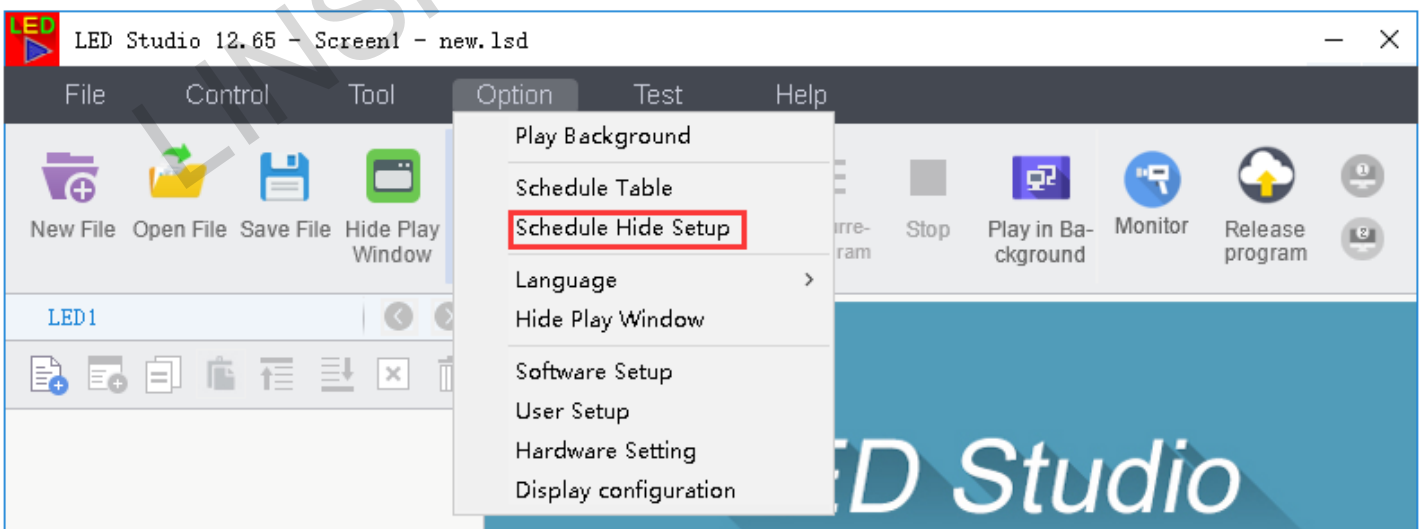 LED
LED Studio 12.65 - Screen1 - new.lsd
File Control Tool Option Test Help
Play Background
Schedule Table
Schedule Hide Setup
Language
Hide Play Window
Software Setup
User Setup
Hardware Setting
Display configuration
New File Open File Save File Hide Play Window
Stop Play in Ba-ckground Monitor Release program
1
2
LED1
ED Studio